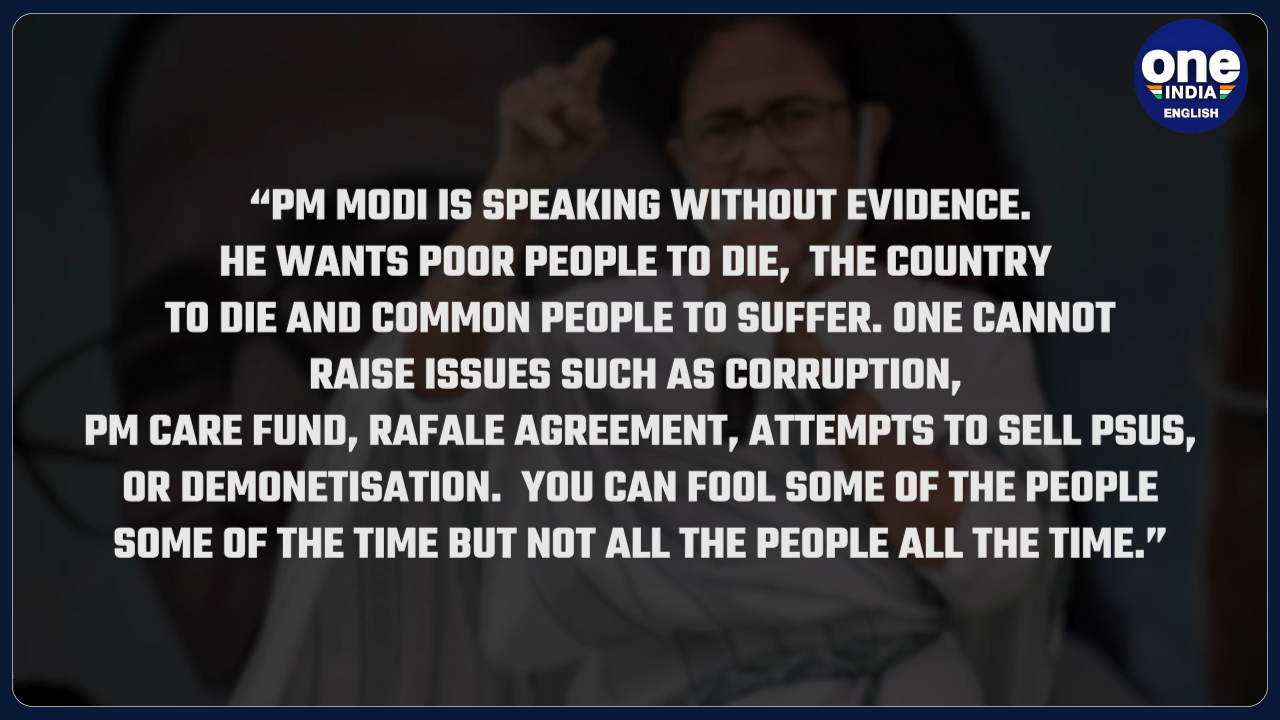 one
INDIA
ENGLISH
“PM MODI IS SPEAKING WITHOUT EVIDENCE.
HE WANTS POOR PEOPLE TO DIE,  THE COUNTRY
TO DIE AND COMMON PEOPLE TO SUFFER. ONE CANNOT
RAISE ISSUES SUCH AS CORRUPTION,
PM CARE FUND, RAFALE AGREEMENT, ATTEMPTS TO SELL PSUS,
OR DEMONETISATION.  YOU CAN FOOL SOME OF THE PEOPLE
SOME OF THE TIME BUT NOT ALL THE PEOPLE ALL THE TIME.”